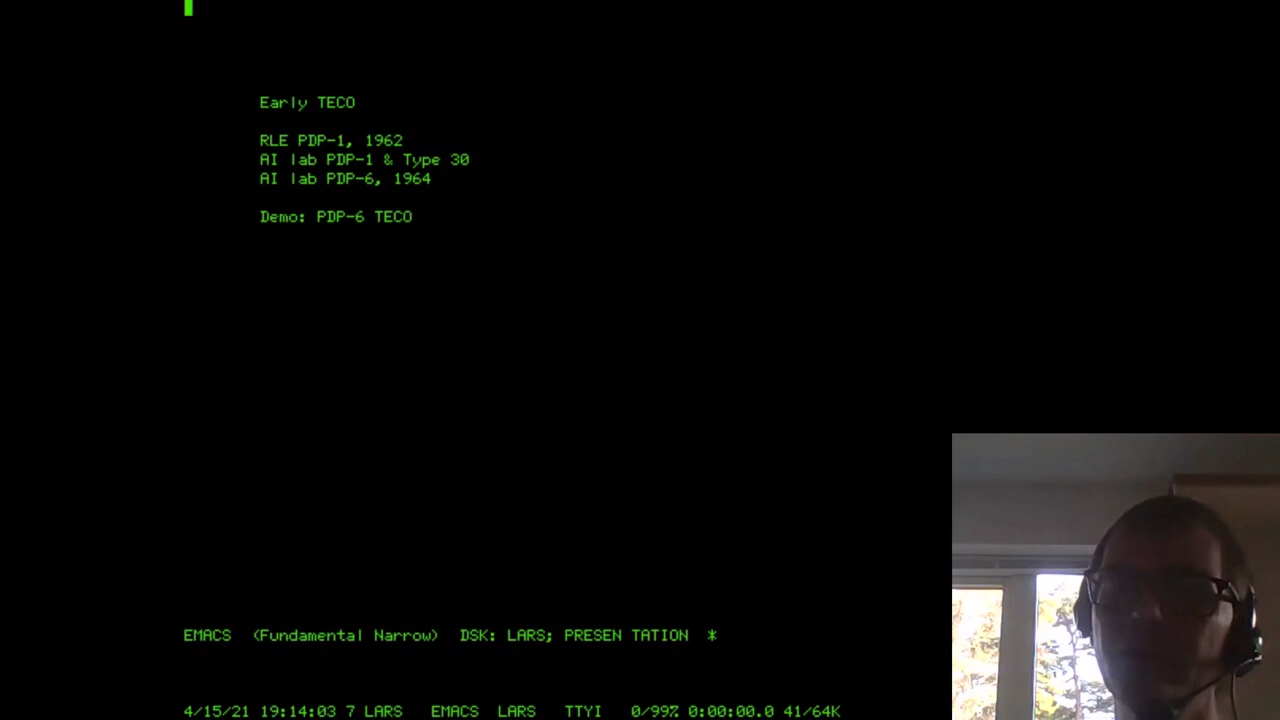 Early TECO
RLE PDP-1, 1962
AI lab PDP-1 & Type 30
AI lab PDP-6, 1964
Demo: PDP-6 TECO
EMACS (Fundamental Narrow) DSK: LARS; PRESEN TATION *
4/15/21 19:14:03 7 LARS EMACS LARS TTYI 0/99% 0:00:00.0 41/64K